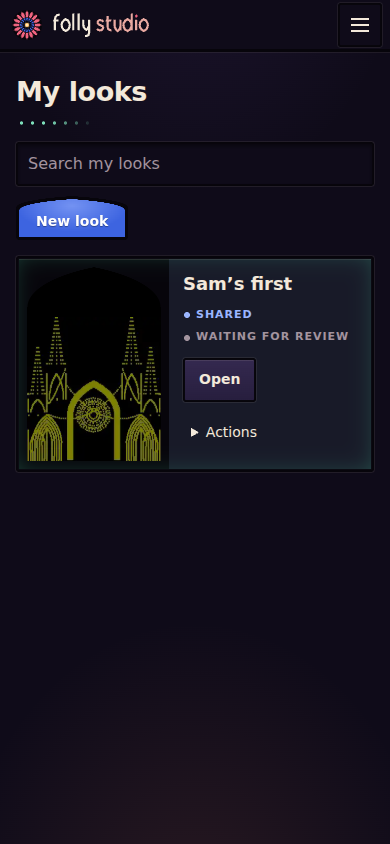 folly studio
My looks
Search my looks
New look
Sam’s first
SHARED
WAITING FOR REVIEW
Open
Actions